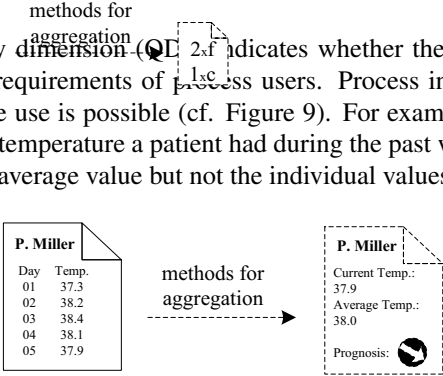 methods for
aggregation
y dimension (QD ndicates whether the
2xf
requirements of process users. Process in
1xc
e use is possible (cf. Figure 9). For exam
temperature a patient had during the past w
average value but not the individual values
P. Miller
Day Temp.
01 37.3
02 38.2
03 38.4
04 38.1
05 37.9
methods for
aggregation
P. Miller
Current Temp.:
37.9
Average Temp.:
38.0
Prognosis: